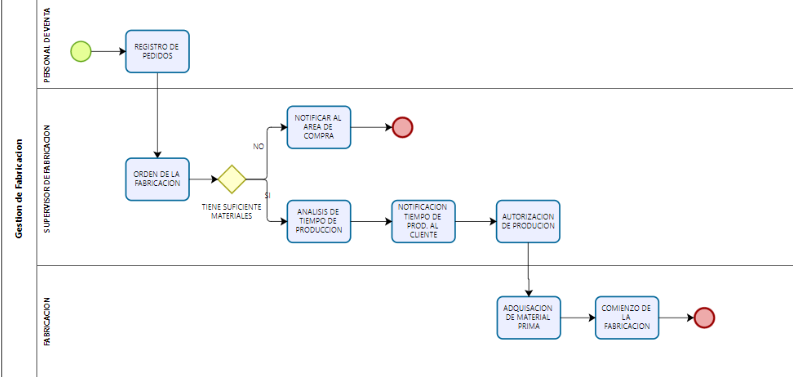 Gestion de Fabricacion
PERSONAL DE VENTA
REGISTRO DE
PEDIDOS
SUPERVISOR DE FABRICACION
ORDEN DE LA
FABRICACION
TIENE SUFICIENTE
MATERIALES
NO
NOTIFICAR AL
AREA DE
COMPRA
SI
ANALISIS DE
TIEMPO DE
PRODUCCION
NOTIFICACION
TIEMPO DE
PROD. AL
CLIENTE
AUTORIZACION
DE PRODUCION
FABRICACION
ADQUISACION
DE MATERIAL
PRIMA
COMIENZO DE
LA
FABRICACION